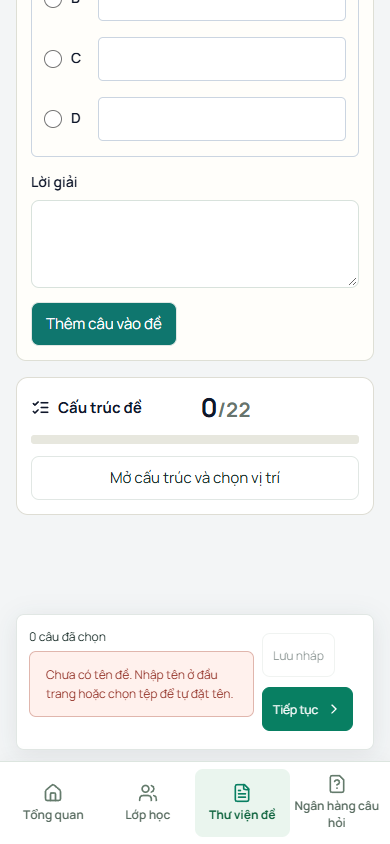 C
D
Lời giải
Thêm câu vào đề
Cấu trúc đề
0/22
Mở cấu trúc và chọn vị trí
0 câu đã chọn
Chưa có tên đề. Nhập tên ở đầu
trang hoặc chọn tệp để tự đặt tên.
Lưu nháp
Tiếp tục
Tổng quan
Lớp học
Thư viện đề
Ngân hàng câu
hỏi